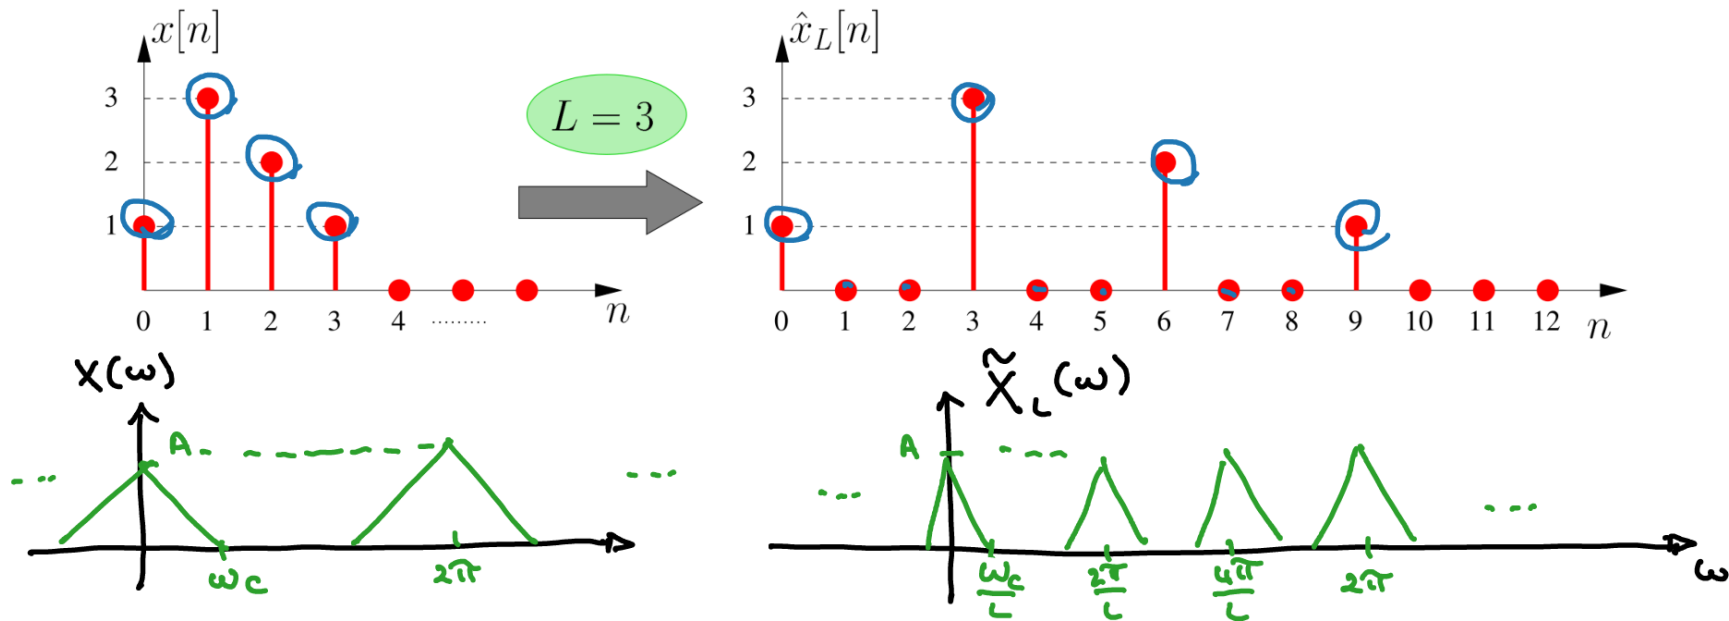 x[n]
3
2
1
0 1 2 3 4 ......... n
L = 3
x̂_L[n]
3
2
1
0 1 2 3 4 5 6 7 8 9 10 11 12 n
X(ω)
A
ωc 2π
X̃_L(ω)
A
ωc/L 2π/L 4π/L 2π ω